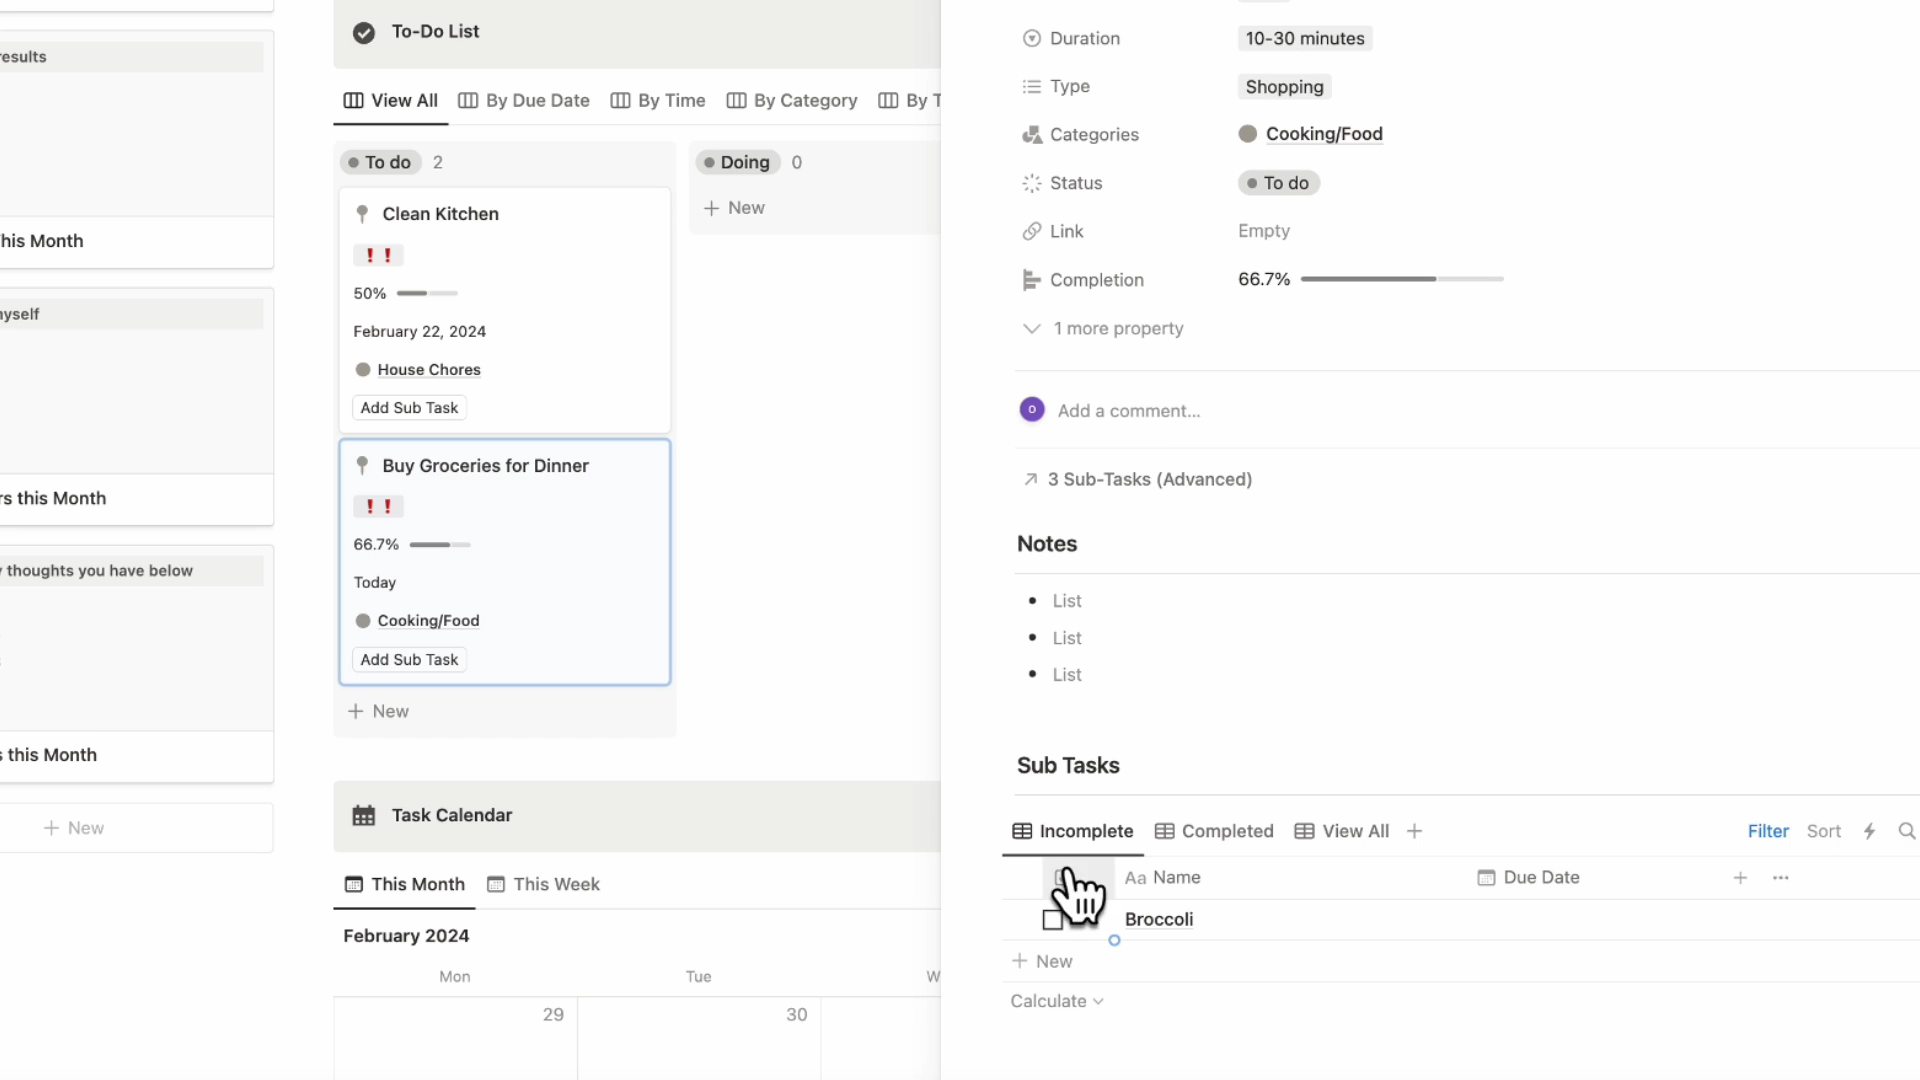 results
This Month
myself
rs this Month
y thoughts you have below
s this Month
+ New
To-Do List
View All
By Due Date
By Time
By Category
By T
To do 2
Clean Kitchen
❗❗
50%
February 22, 2024
House Chores
Add Sub Task
Buy Groceries for Dinner
❗❗
66.7%
Today
Cooking/Food
Add Sub Task
+ New
Doing 0
+ New
Task Calendar
This Month
This Week
February 2024
Mon
Tue
W
29
30
Duration
10-30 minutes
Type
Shopping
Categories
Cooking/Food
Status
To do
Link
Empty
Completion
66.7%
1 more property
O
Add a comment...
3 Sub-Tasks (Advanced)
Notes
• List
• List
• List
Sub Tasks
Incomplete
Completed
View All
+
Filter
Sort
Aa Name
Due Date
+ ...
Broccoli
+ New
Calculate